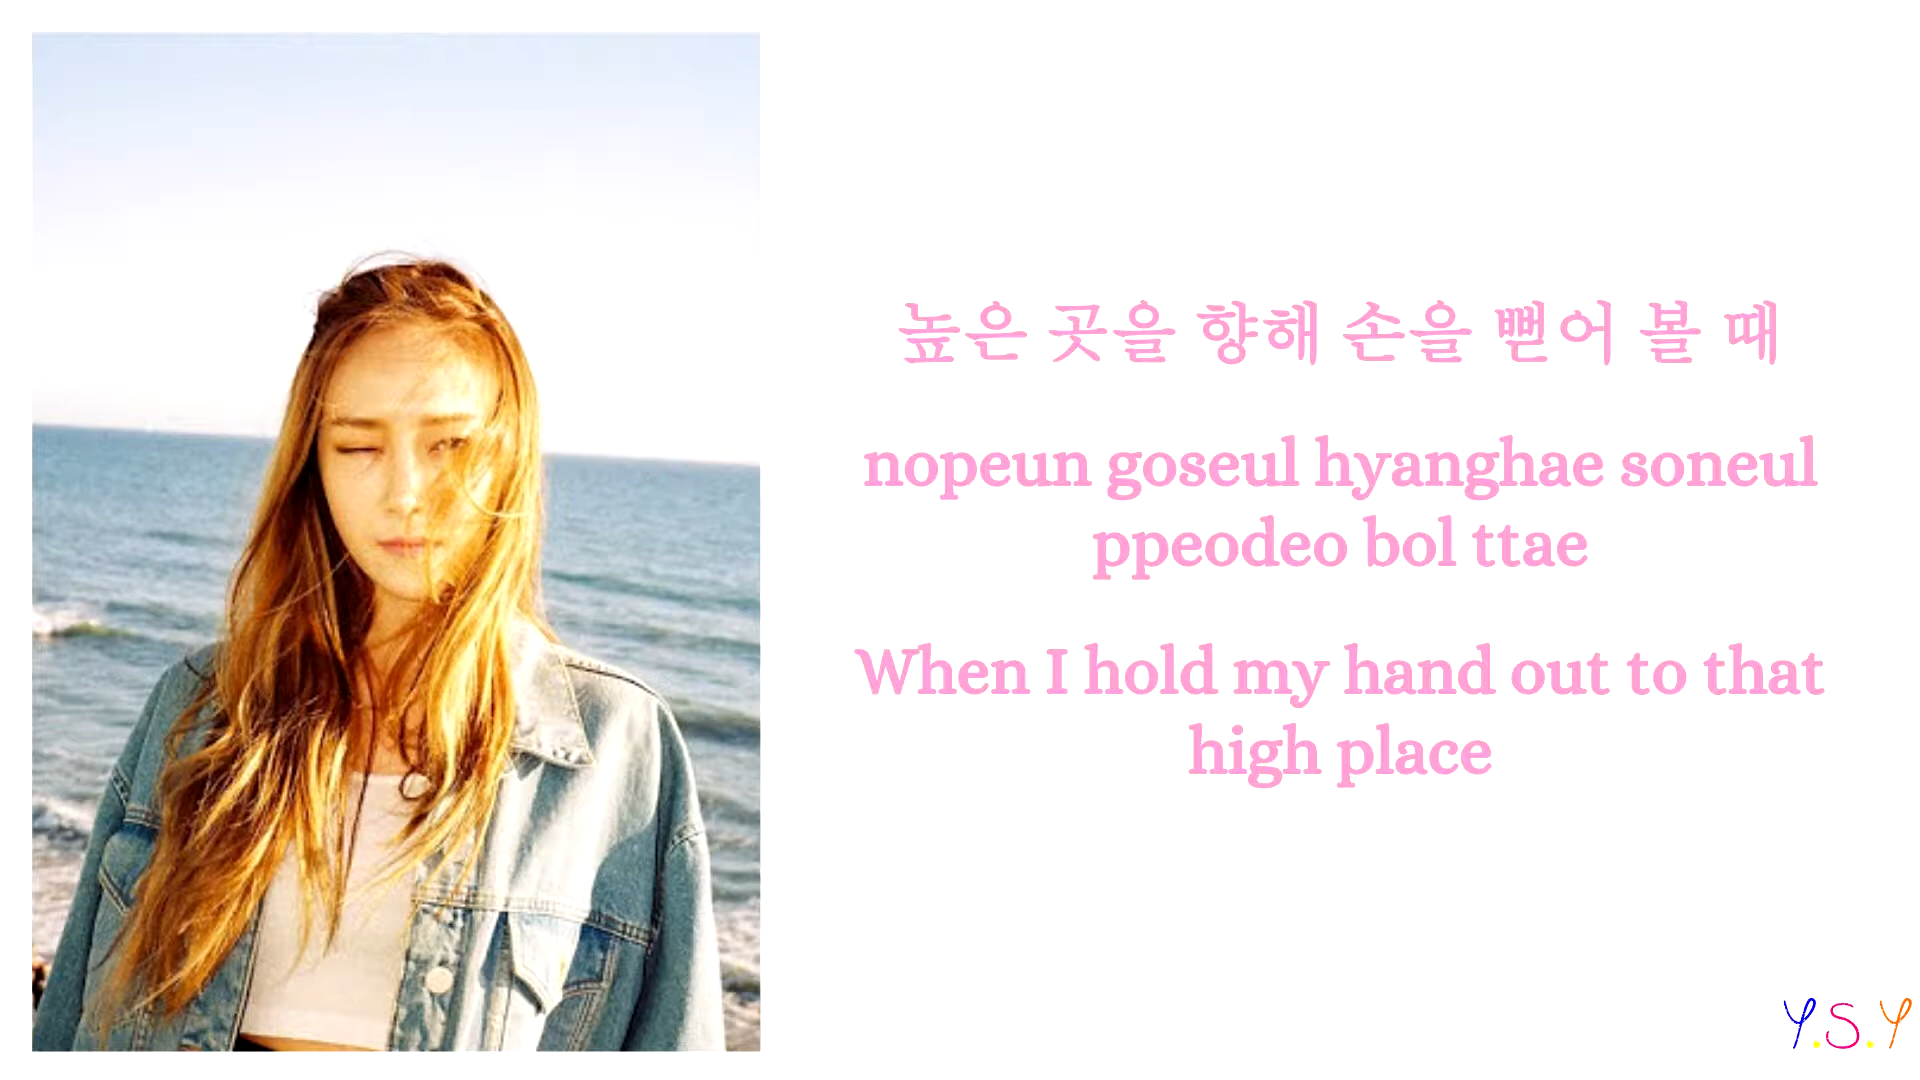 높은 곳을 향해 손을 뻗어 볼 때
nopeun goseul hyanghae soneul
ppeodeo bol ttae
When I hold my hand out to that
high place
Y.S.Y